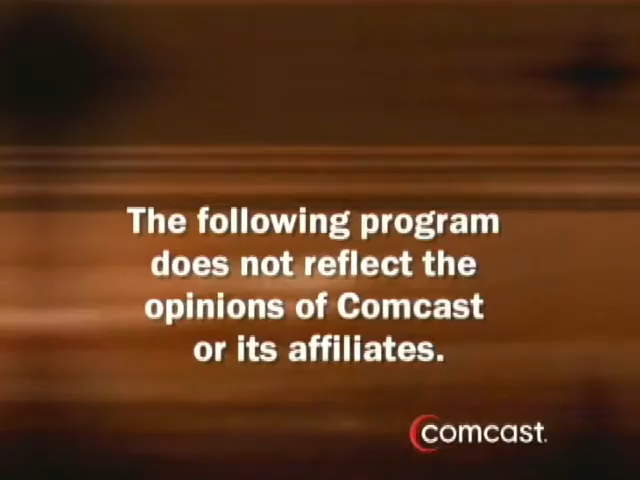 The following program
does not reflect the
opinions of Comcast
or its affiliates.
comcast.